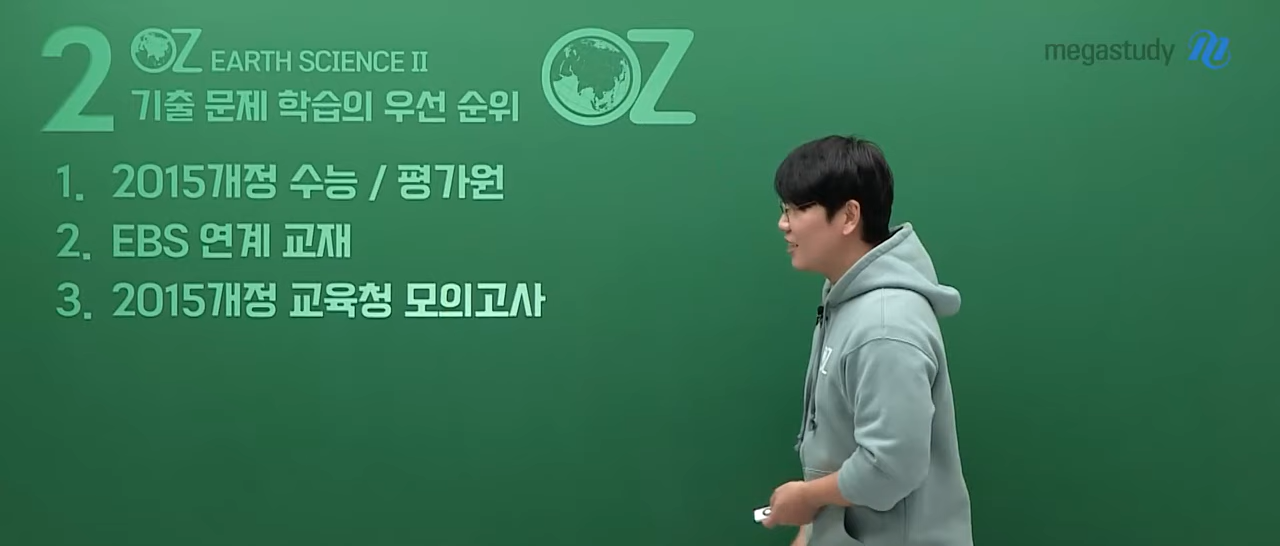 2
OZ EARTH SCIENCE II
기출 문제 학습의 우선 순위
OZ
megastudy
1. 2015개정 수능 / 평가원
2. EBS 연계 교재
3. 2015개정 교육청 모의고사
OZ